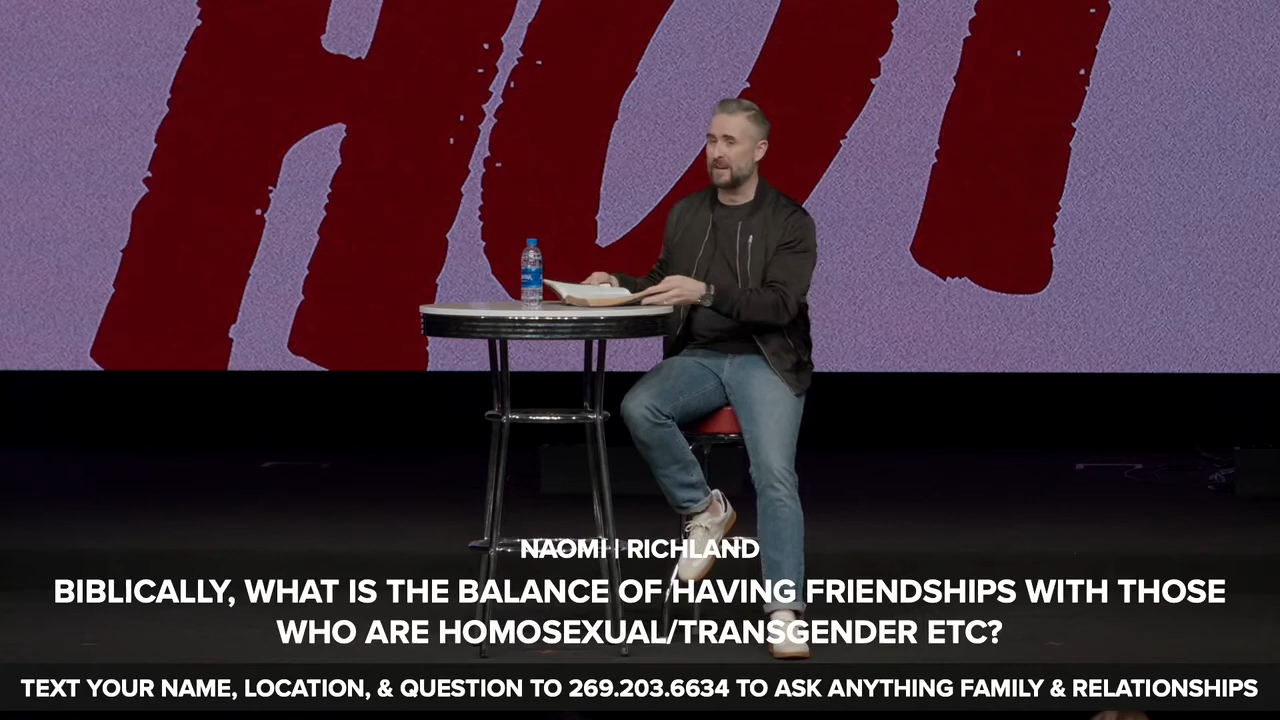 HOT
NAOMI | RICHLAND
BIBLICALLY, WHAT IS THE BALANCE OF HAVING FRIENDSHIPS WITH THOSE
WHO ARE HOMOSEXUAL/TRANSGENDER ETC?
TEXT YOUR NAME, LOCATION, & QUESTION TO 269.203.6634 TO ASK ANYTHING FAMILY & RELATIONSHIPS